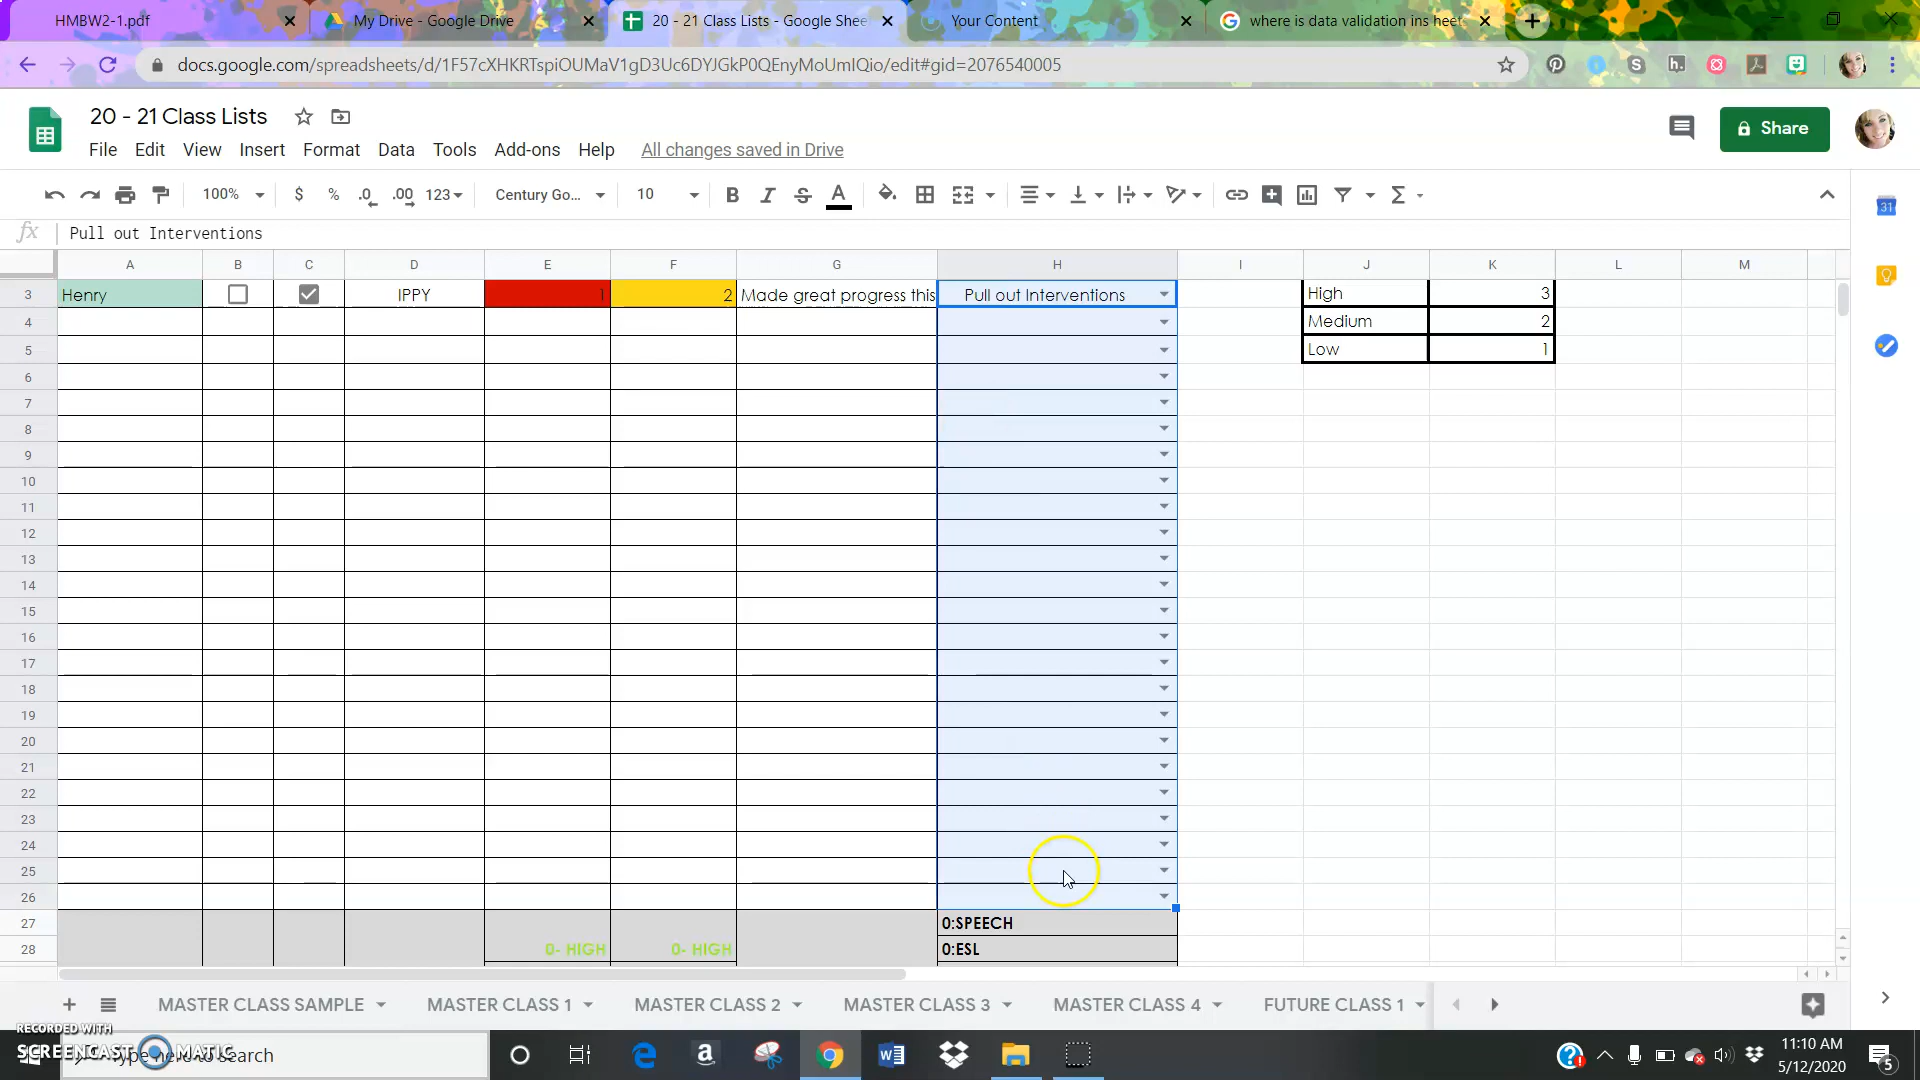 HMBW2-1.pdf
My Drive - Google Drive
20 - 21 Class Lists - Google Shee
Your Content
where is data validation ins heet
docs.google.com/spreadsheets/d/1F57cXHKRTspiOUMaV1gD3Uc6DYJGkP0QEnyMoUmIQio/edit#gid=2076540005
20 - 21 Class Lists
Share
File Edit View Insert Format Data Tools Add-ons Help All changes saved in Drive
100% $ % .0 .00 123 Century Go... 10 B I S A
fx Pull out Interventions
A B C D E F G H I J K L M
3 Henry IPPY 1 2 Made great progress this Pull out Interventions High 3
4 Medium 2
5 Low 1
6
7
8
9
10
11
12
13
14
15
16
17
18
19
20
21
22
23
24
25
26
27 0:SPEECH
28 0- HIGH 0- HIGH 0:ESL
MASTER CLASS SAMPLE MASTER CLASS 1 MASTER CLASS 2 MASTER CLASS 3 MASTER CLASS 4 FUTURE CLASS 1
RECORDED WITH
SCREENCAST MATIC
Type here to search
11:10 AM
5/12/2020
5